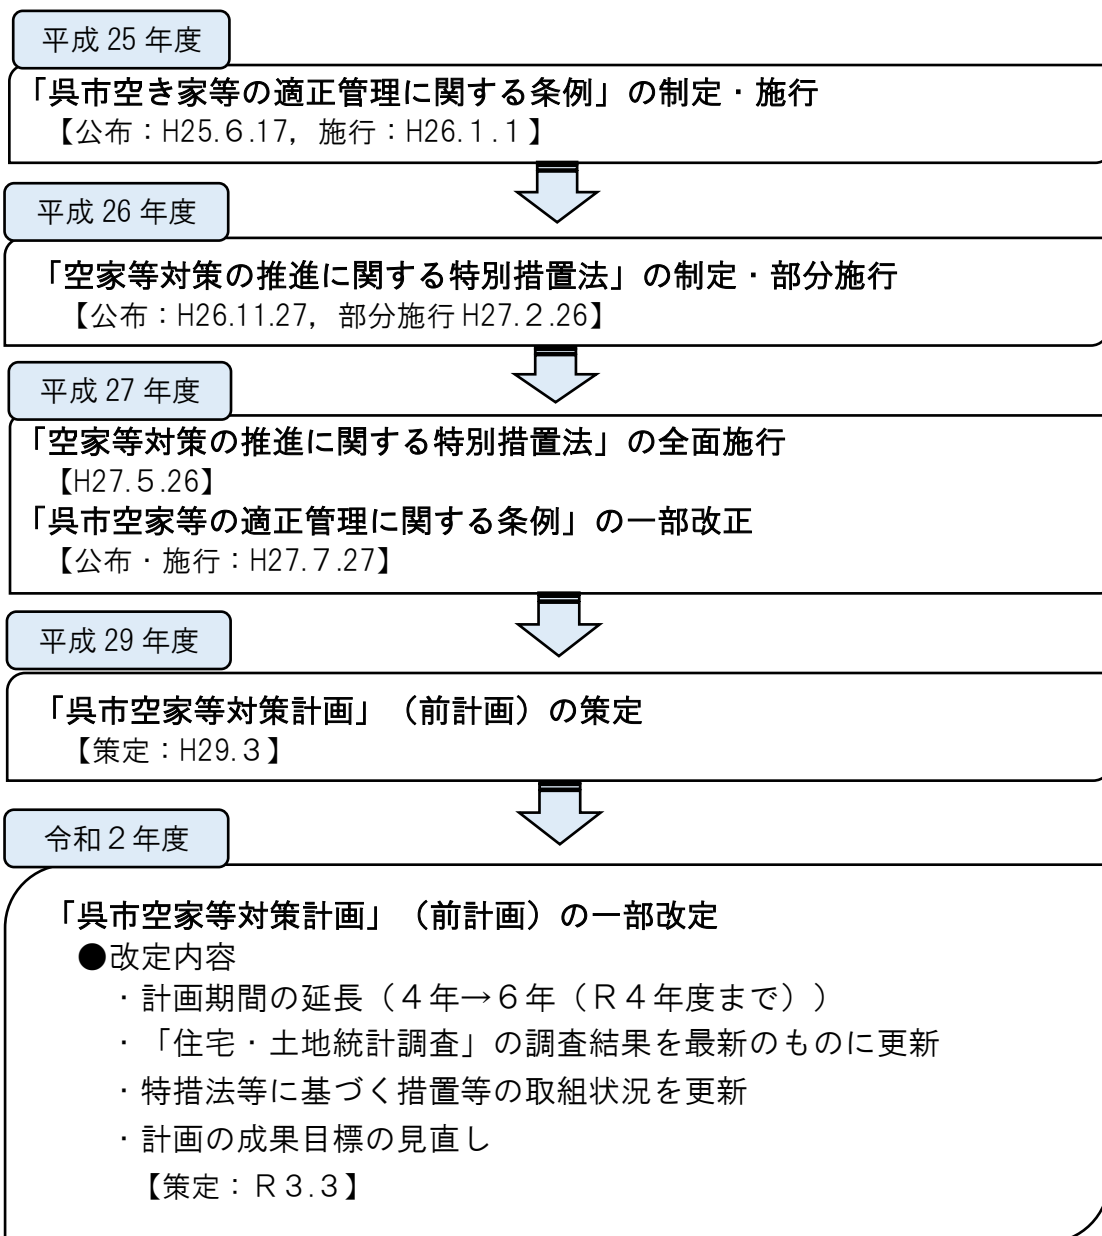 平成25年度
「呉市空き家等の適正管理に関する条例」の制定・施行
【公布：H25.６.17，施行：H26.１.１】
平成26年度
「空家等対策の推進に関する特別措置法」の制定・部分施行
【公布：H26.11.27，部分施行H27.２.26】
平成27年度
「空家等対策の推進に関する特別措置法」の全面施行
【H27.５.26】
「呉市空家等の適正管理に関する条例」の一部改正
【公布・施行：H27.７.27】
平成29年度
「呉市空家等対策計画」（前計画）の策定
【策定：H29.３】
令和２年度
「呉市空家等対策計画」（前計画）の一部改定
●改定内容
・計画期間の延長（４年→６年（Ｒ４年度まで））
・「住宅・土地統計調査」の調査結果を最新のものに更新
・特措法等に基づく措置等の取組状況を更新
・計画の成果目標の見直し
【策定：Ｒ３.３】